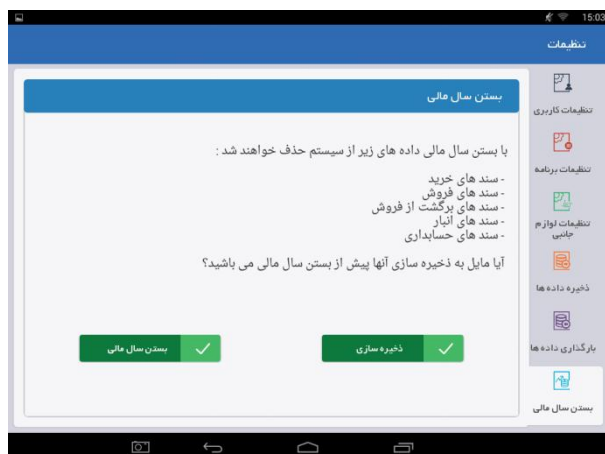 15:03
تنظیمات
تنظیمات کاربری
تنظیمات برنامه
تنظیمات لوازم
جانبی
ذخیره داده ها
بارگذاری داده ها
بستن سال مالی
بستن سال مالی
با بستن سال مالی داده های زیر از سیستم حذف خواهند شد :
- سند های خرید
- سند های فروش
- سند های برگشت از فروش
- سند های انبار
- سند های حسابداری
آیا مایل به ذخیره سازی آنها پیش از بستن سال مالی می باشید؟
ذخیره سازی
بستن سال مالی